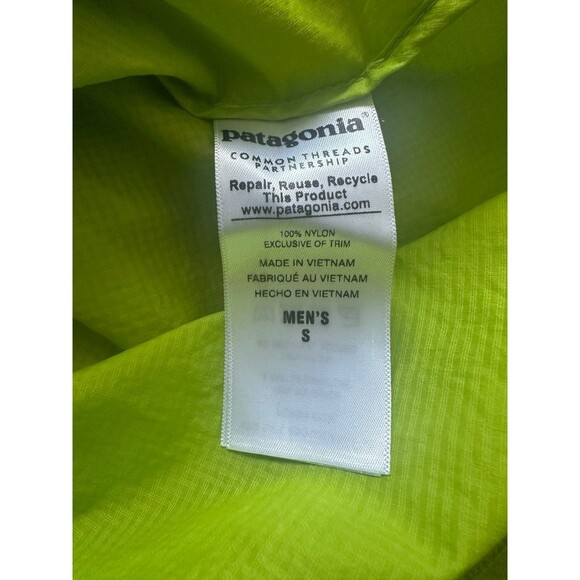 patagonia®
COMMON THREADS
PARTNERSHIP
Repair, Reuse, Recycle
This Product
www.patagonia.com
100% NYLON
EXCLUSIVE OF TRIM
MADE IN VIETNAM
FABRIQUÉ AU VIETNAM
HECHO EN VIETNAM
MEN'S
S